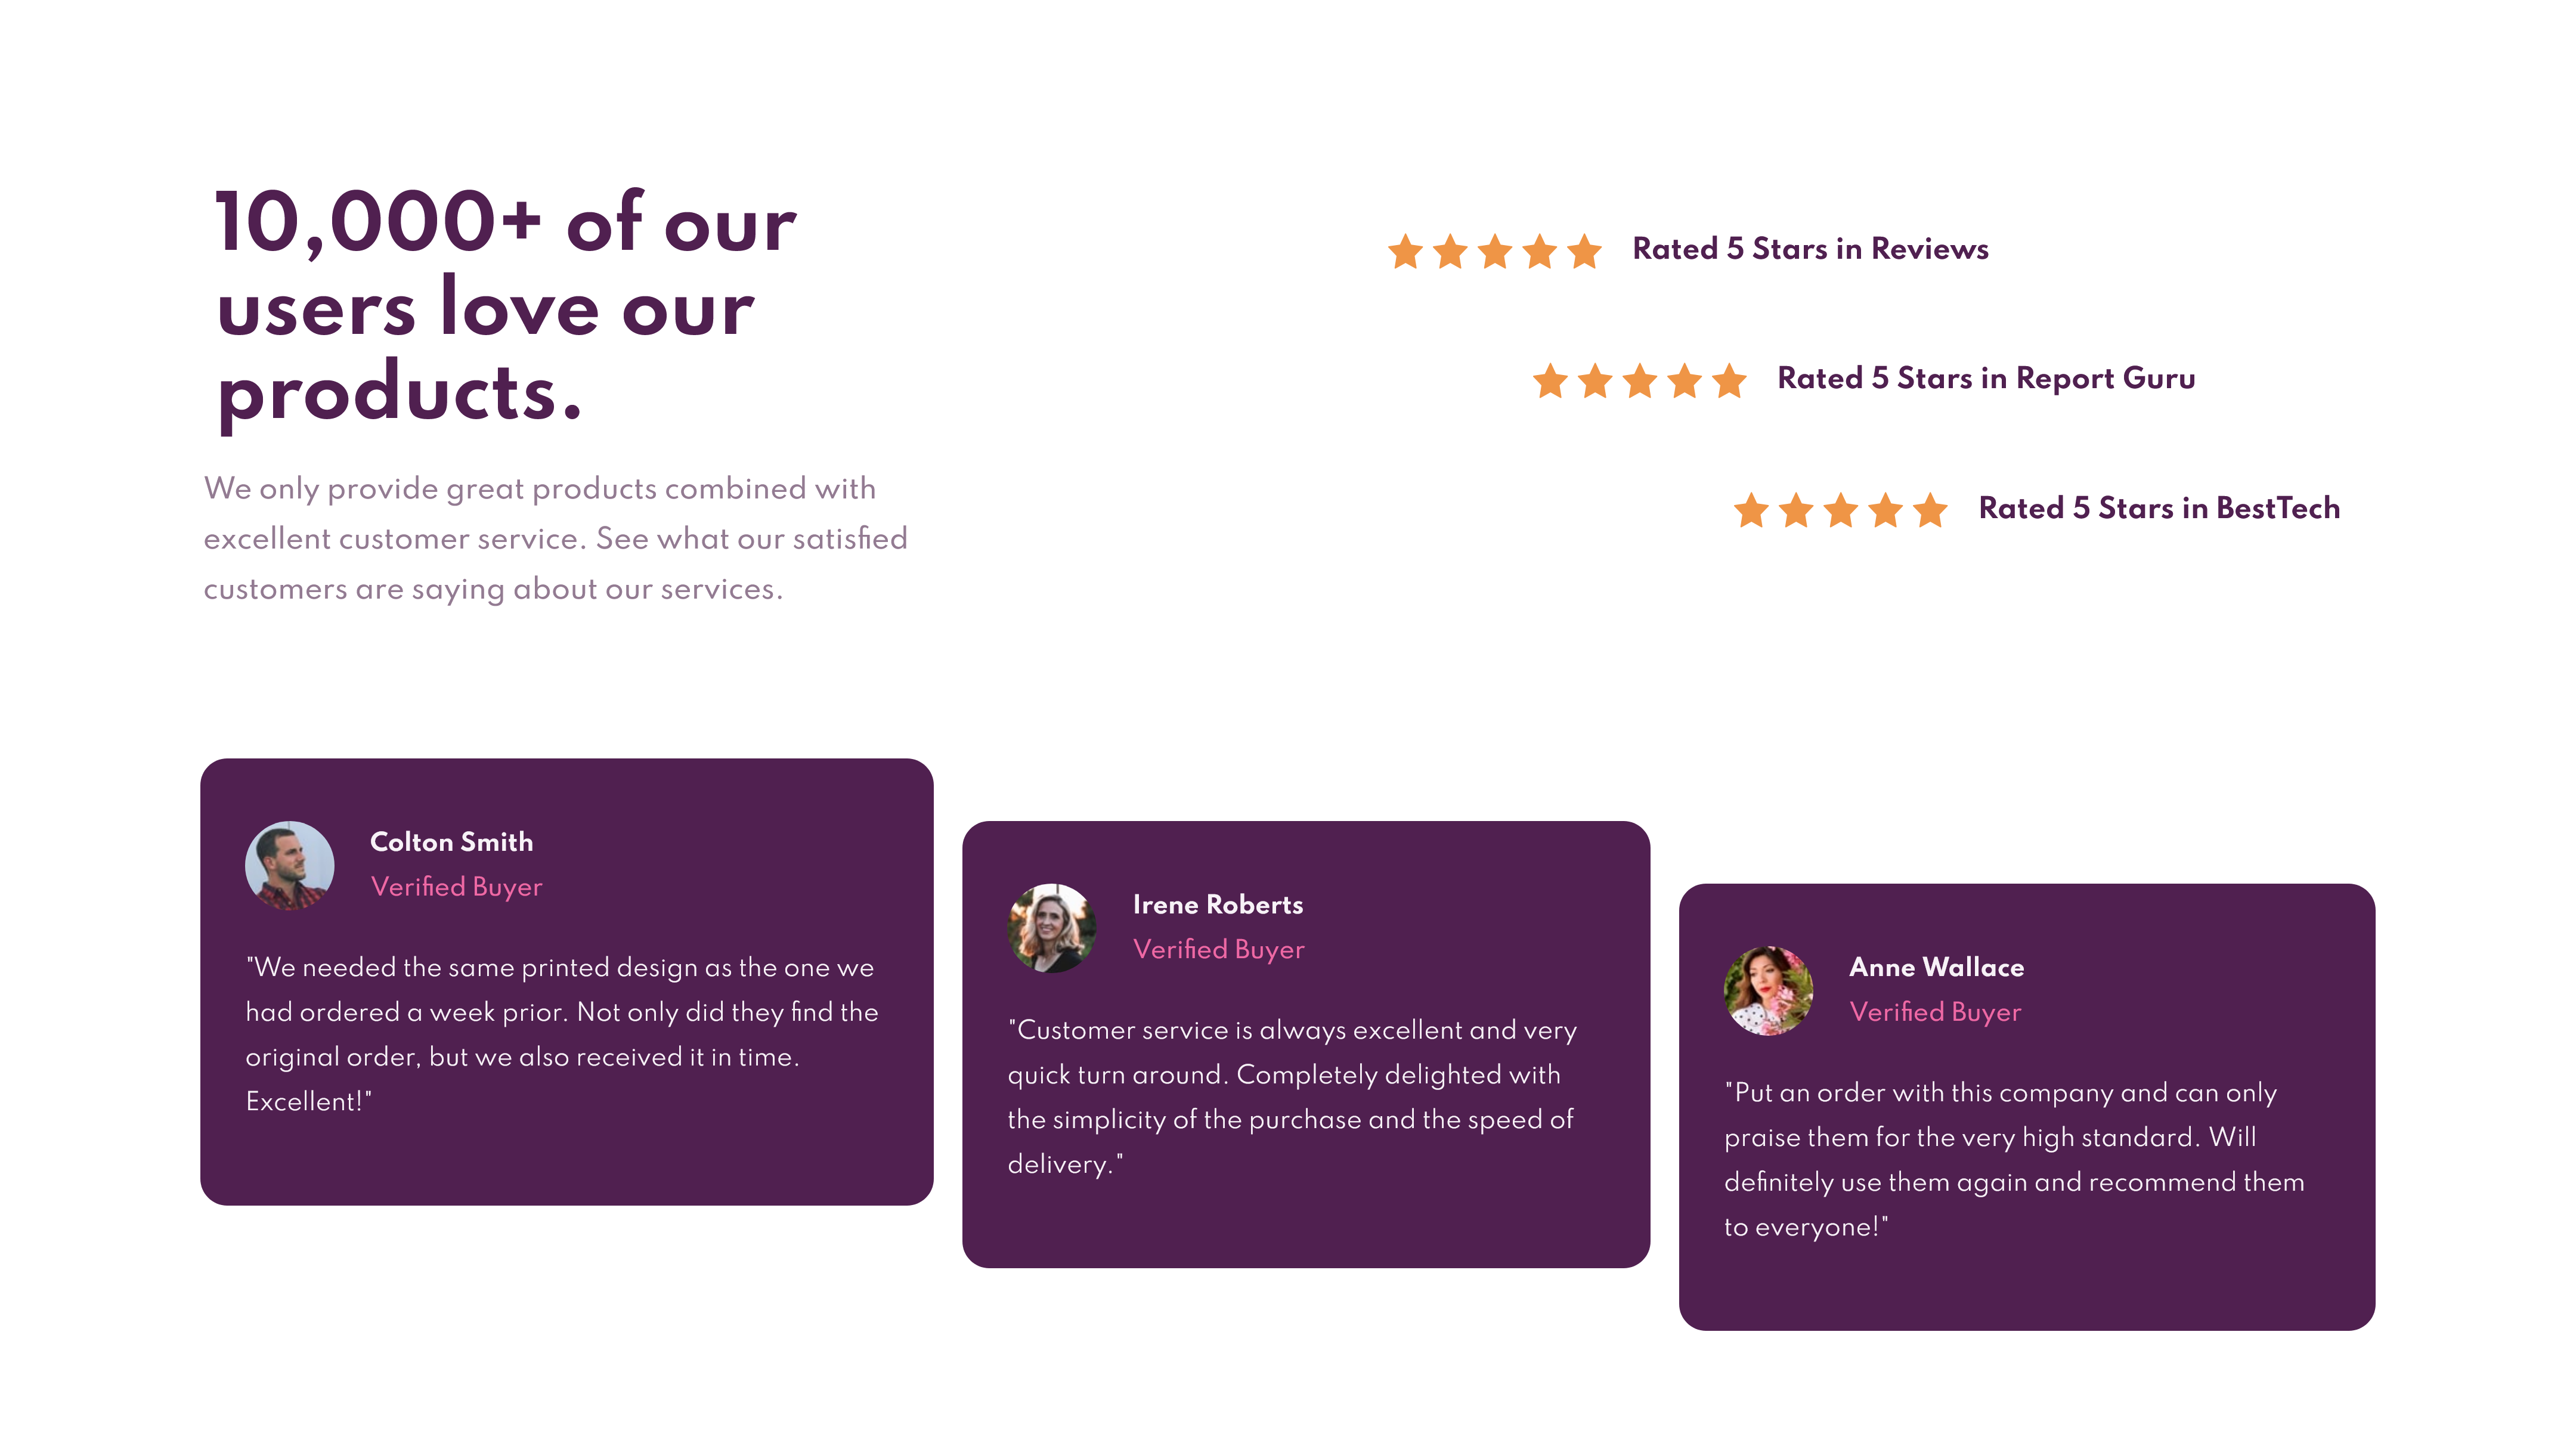 10,000+ of our
users love our
products.
We only provide great products combined with
excellent customer service. See what our satisfied
customers are saying about our services.
Rated 5 Stars in Reviews
Rated 5 Stars in Report Guru
Rated 5 Stars in BestTech
Colton Smith
Verified Buyer
"We needed the same printed design as the one we
had ordered a week prior. Not only did they find the
original order, but we also received it in time.
Excellent!"
Irene Roberts
Verified Buyer
"Customer service is always excellent and very
quick turn around. Completely delighted with
the simplicity of the purchase and the speed of
delivery."
Anne Wallace
Verified Buyer
"Put an order with this company and can only
praise them for the very high standard. Will
definitely use them again and recommend them
to everyone!"